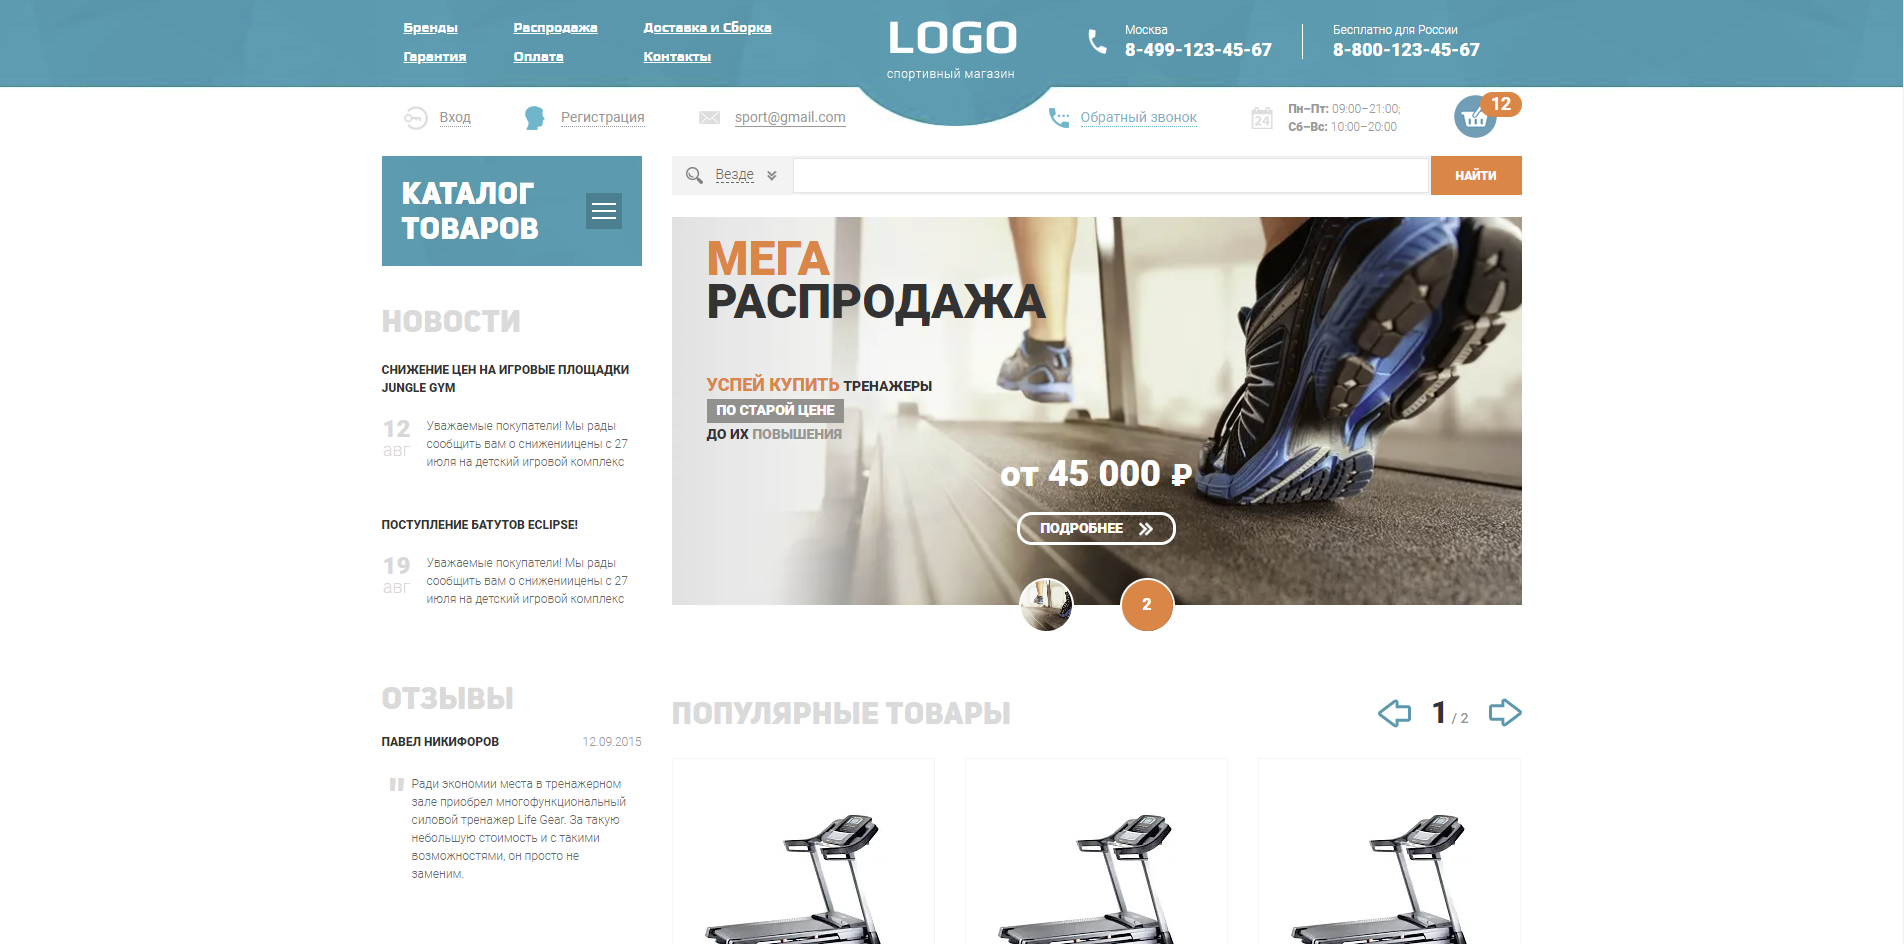 Бренды
Распродажа
Доставка и Сборка
Гарантия
Оплата
Контакты
LOGO
спортивный магазин
Москва
8-499-123-45-67
Бесплатно для России
8-800-123-45-67
Вход
Регистрация
sport@gmail.com
Обратный звонок
24
Пн–Пт: 09:00–21:00;
Сб–Вс: 10:00–20:00
12
КАТАЛОГ
ТОВАРОВ
Везде
НАЙТИ
МЕГА
РАСПРОДАЖА
УСПЕЙ КУПИТЬ ТРЕНАЖЕРЫ
ПО СТАРОЙ ЦЕНЕ
ДО ИХ ПОВЫШЕНИЯ
от 45 000 ₽
ПОДРОБНЕЕ
2
НОВОСТИ
СНИЖЕНИЕ ЦЕН НА ИГРОВЫЕ ПЛОЩАДКИ
JUNGLE GYM
12
авг
Уважаемые покупатели! Мы рады
сообщить вам о снижениицены с 27
июля на детский игровой комплекс
ПОСТУПЛЕНИЕ БАТУТОВ ECLIPSE!
19
авг
Уважаемые покупатели! Мы рады
сообщить вам о снижениицены с 27
июля на детский игровой комплекс
ОТЗЫВЫ
ПАВЕЛ НИКИФОРОВ
12.09.2015
"
Ради экономии места в тренажерном
зале приобрел многофункциональный
силовой тренажер Life Gear. За такую
небольшую стоимость и с такими
возможностями, он просто не
заменим.
ПОПУЛЯРНЫЕ ТОВАРЫ
1 / 2